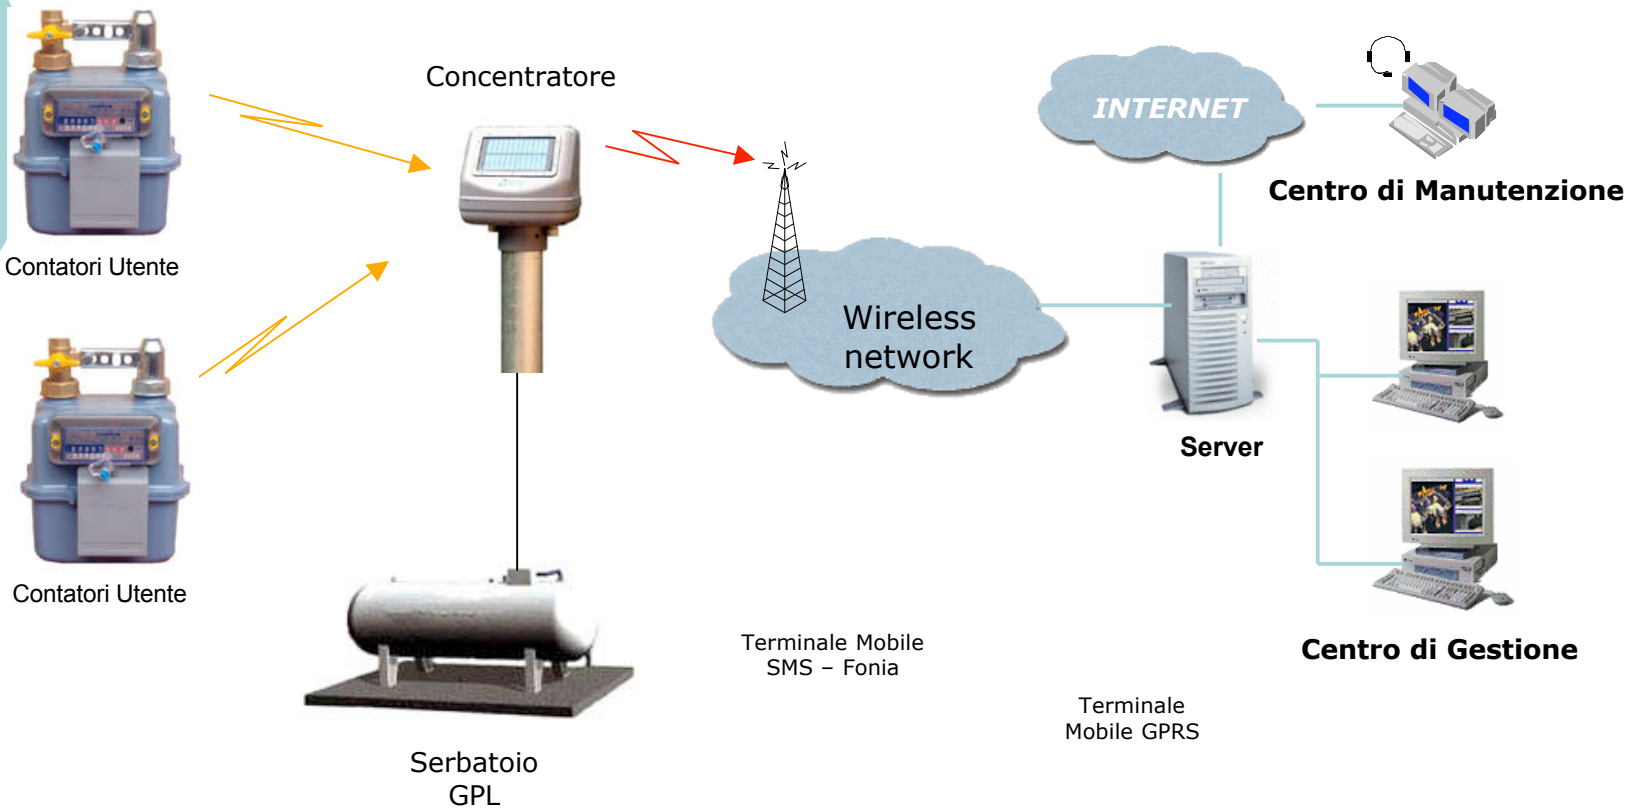 Concentratore
INTERNET
Centro di Manutenzione
Contatori Utente
Wireless
network
Server
Contatori Utente
Terminale Mobile
SMS – Fonia
Centro di Gestione
Terminale
Mobile GPRS
Serbatoio
GPL